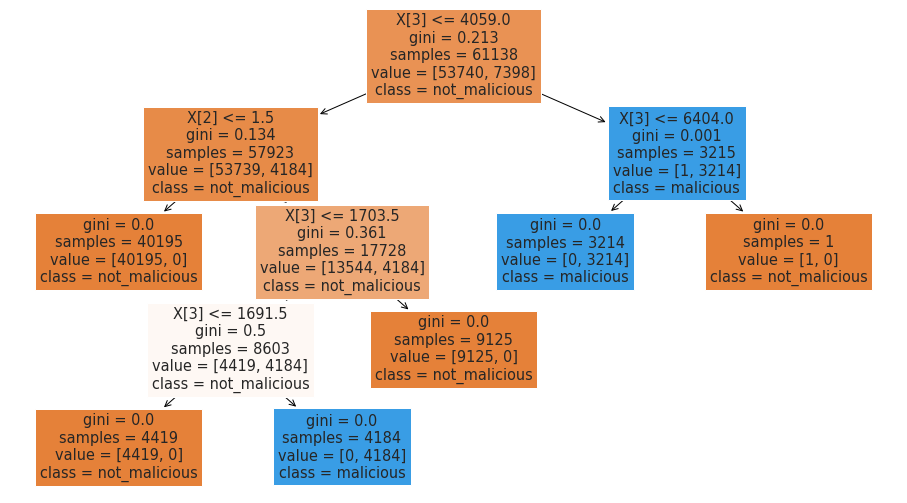 X[3] <= 4059.0
gini = 0.213
samples = 61138
value = [53740, 7398]
class = not_malicious
X[2] <= 1.5
gini = 0.134
samples = 57923
value = [53739, 4184]
class = not_malicious
X[3] <= 6404.0
gini = 0.001
samples = 3215
value = [1, 3214]
class = malicious
gini = 0.0
samples = 40195
value = [40195, 0]
class = not_malicious
X[3] <= 1703.5
gini = 0.361
samples = 17728
value = [13544, 4184]
class = not_malicious
gini = 0.0
samples = 3214
value = [0, 3214]
class = malicious
gini = 0.0
samples = 1
value = [1, 0]
class = not_malicious
X[3] <= 1691.5
gini = 0.5
samples = 8603
value = [4419, 4184]
class = not_malicious
gini = 0.0
samples = 9125
value = [9125, 0]
class = not_malicious
gini = 0.0
samples = 4419
value = [4419, 0]
class = not_malicious
gini = 0.0
samples = 4184
value = [0, 4184]
class = malicious